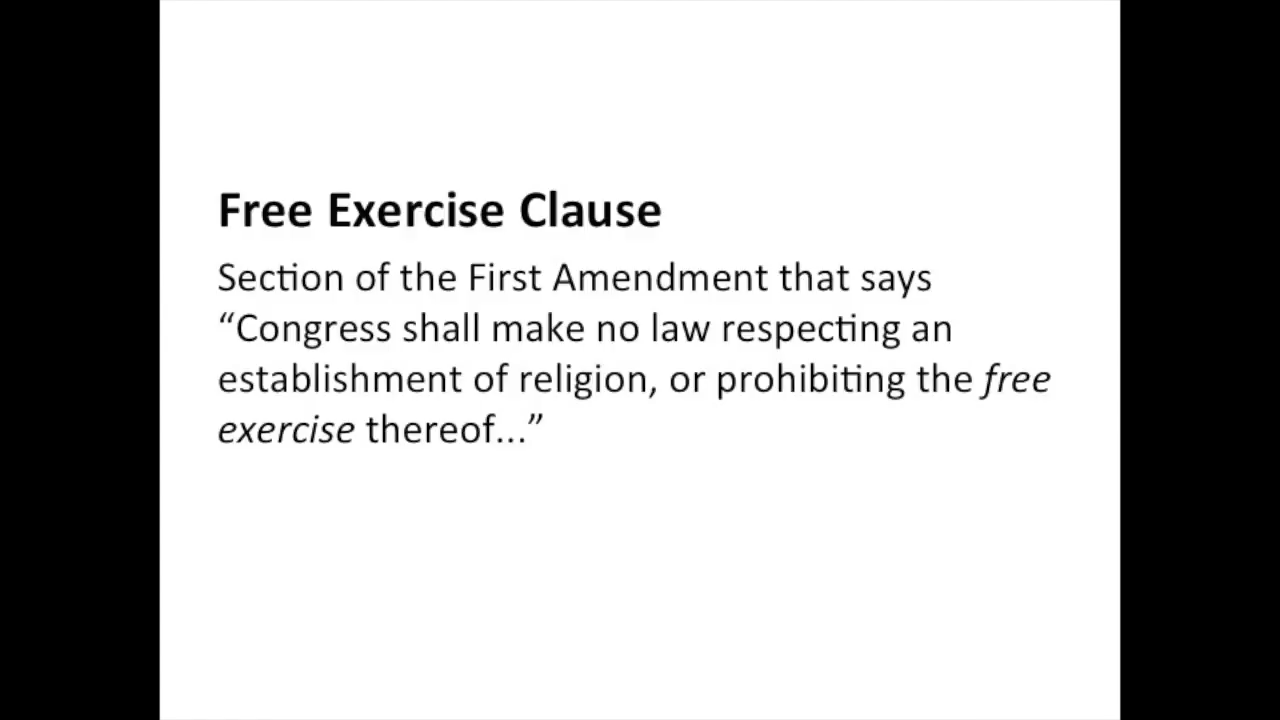 Free Exercise Clause
Section of the First Amendment that says
“Congress shall make no law respecting an
establishment of religion, or prohibiting the free
exercise thereof...”